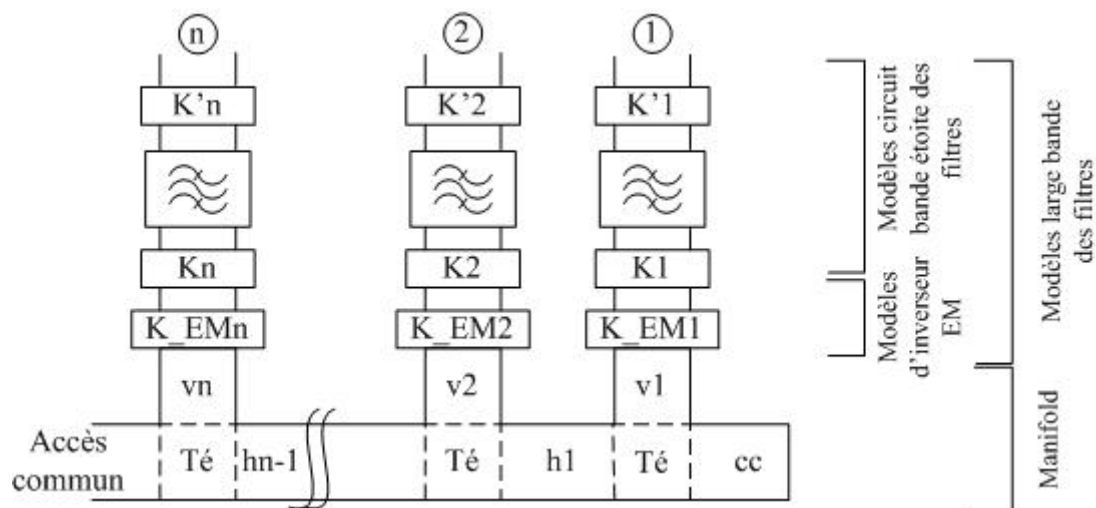 n 2 1
K'n K'2 K'1
Kn K2 K1
K_EMn K_EM2 K_EM1
vn v2 v1
Accès
commun
Té hn-1 Té h1 Té cc
Modèles circuit
bande étoite des
filtres
Modèles
d'inverseur
EM
Modèles large bande
des filtres
Manifold